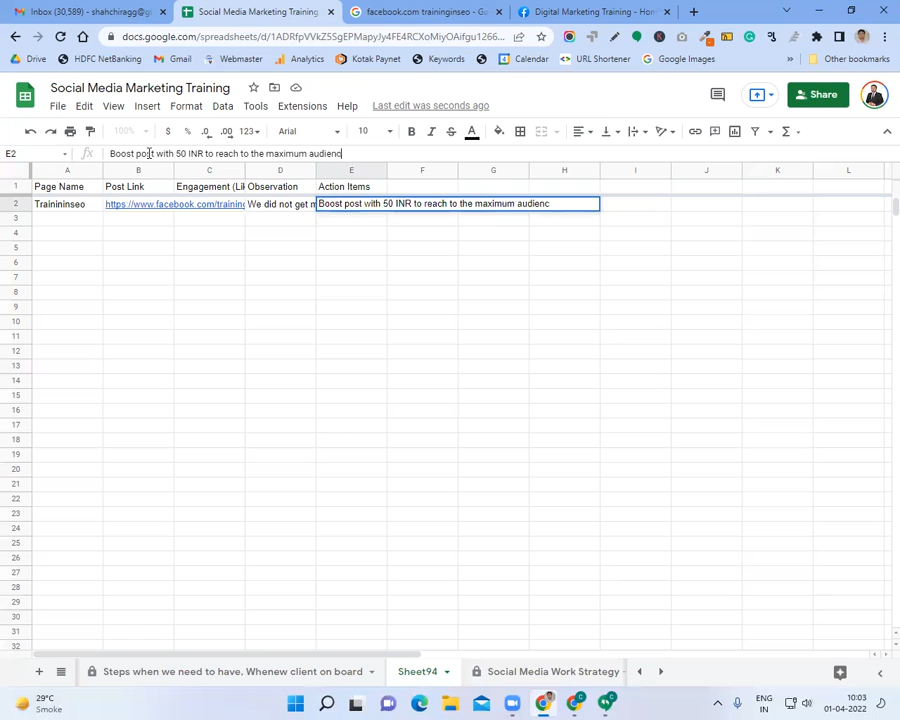 Inbox (30,589) - shahchiragg@g
Social Media Marketing Training
facebook.com traininginseo - Go
Digital Marketing Training - Hom
docs.google.com/spreadsheets/d/1ADRfpVVkZ5TGPEMapyJy4FE4RCXoMiyOAifgu1266...
Drive
HDFC NetBanking
Gmail
Webmaster
Analytics
Kotak Paynet
Keywords
Calendar
URL Shortener
Google Images
»
Other bookmarks
Social Media Marketing Training
File Edit View Insert Format Data Tools Extensions Help Last edit was seconds ago
Share
100% $ % .0 .00 123 Arial 10
E2
fx
Boost post with 50 INR to reach to the maximum audienc
A B C D E F G H I J K L
1 Page Name Post Link Engagement (Lik Observation Action Items
2 Trainininseo https://www.facebook.com/training We did not get m Boost post with 50 INR to reach to the maximum audienc
3
4
5
6
7
8
9
10
11
12
13
14
15
16
17
18
19
20
21
22
23
24
25
26
27
28
29
30
31
32
Steps when we need to have, Whenew client on board
Sheet94
Social Media Work Strategy
29°C
Smoke
ENG
IN
10:03
01-04-2022